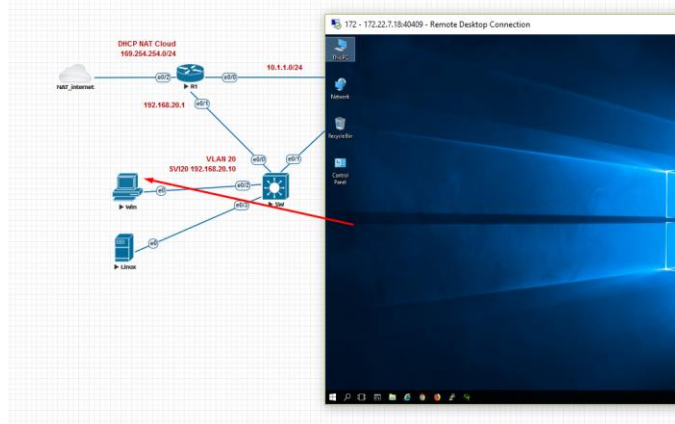 172 - 172.22.7.18:40409 - Remote Desktop Connection
DHCP NAT Cloud
169.254.254.0/24
10.1.1.0/24
NAT_internet
e0/2
R1
e0/0
192.168.20.1
e0/1
VLAN 20
SVI20 192.168.20.10
e0/0
e0/1
Win
e0
e0/2
e0/3
SW
Linux
e0
This PC
Network
Recycle Bin
Control
Panel